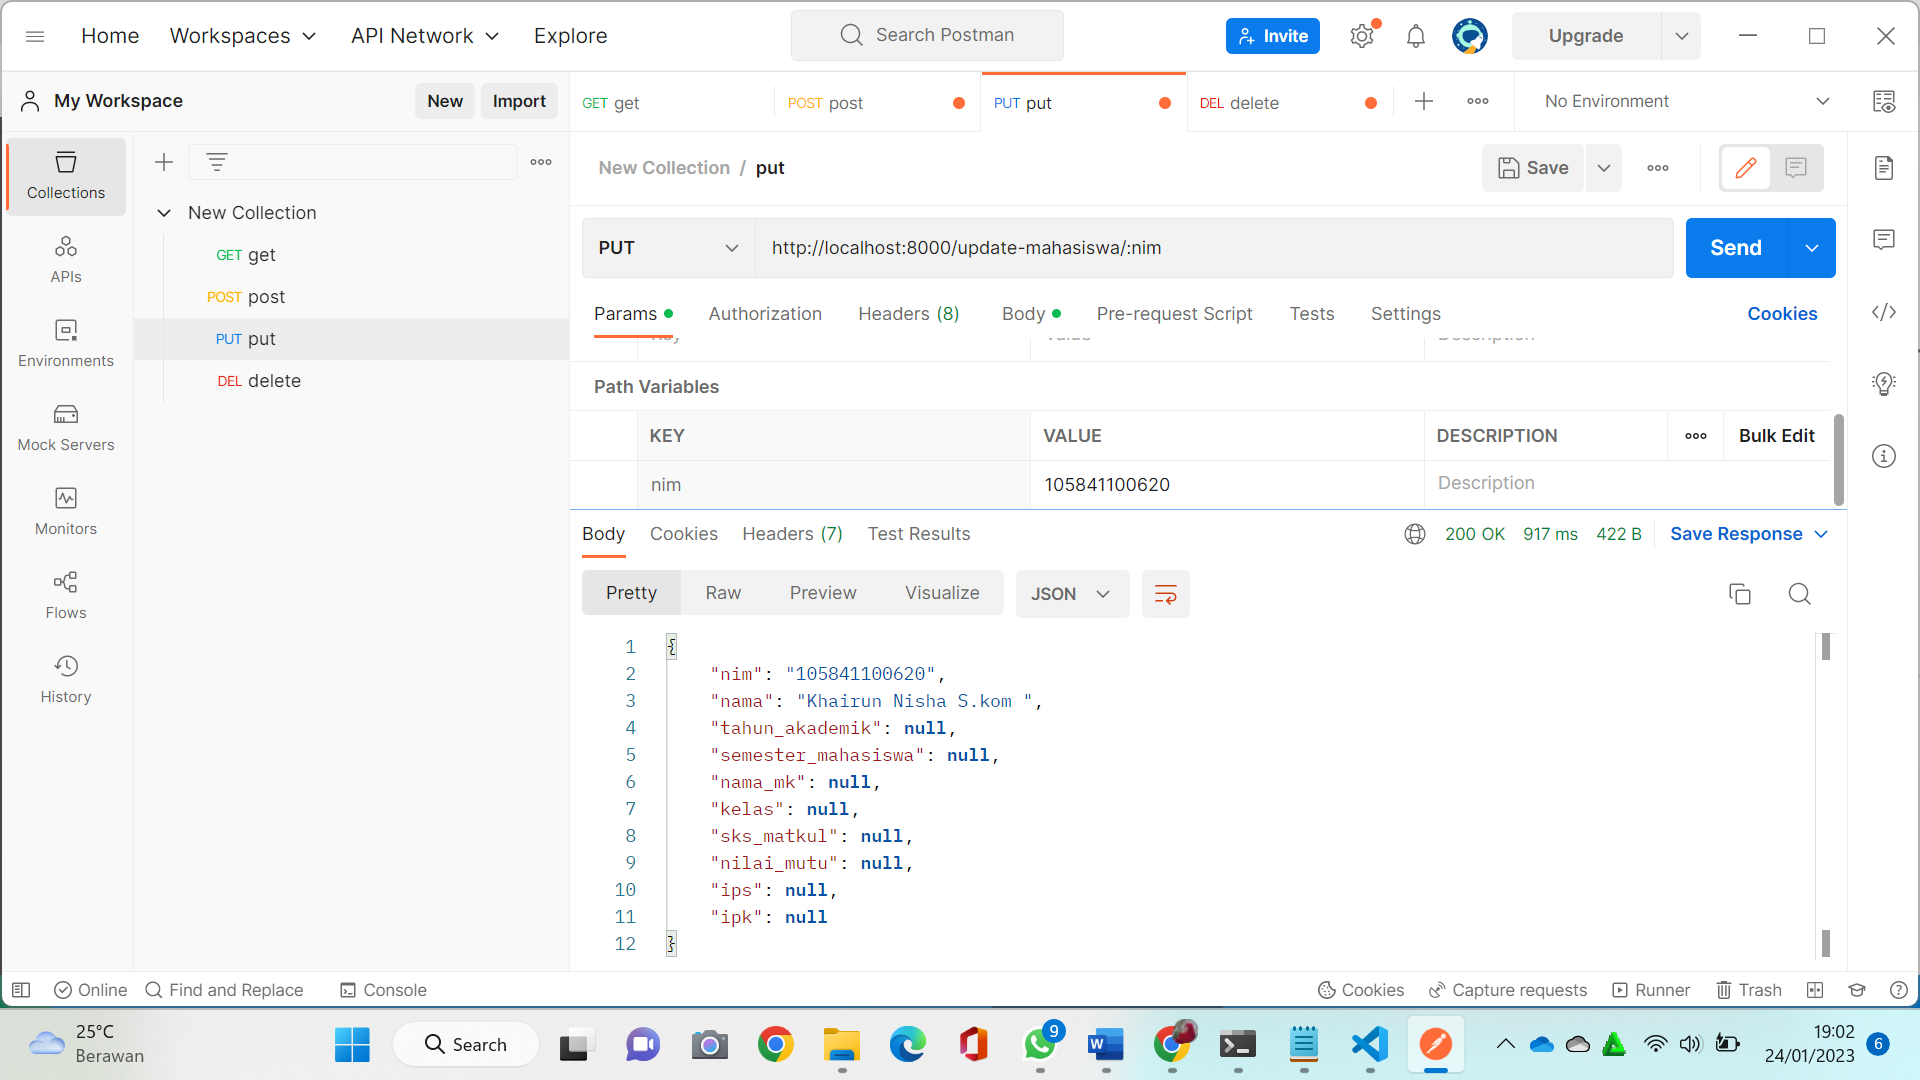 Home Workspaces API Network Explore Search Postman Invite Upgrade
My Workspace New Import GET get POST post PUT put DEL delete No Environment
Collections
APIs
Environments
Mock Servers
Monitors
Flows
History
New Collection
GET get
POST post
PUT put
DEL delete
New Collection / put Save
PUT http://localhost:8000/update-mahasiswa/:nim Send
Params Authorization Headers (8) Body Pre-request Script Tests Settings Cookies
Key Value Description
Path Variables
KEY VALUE DESCRIPTION Bulk Edit
nim 105841100620 Description
Body Cookies Headers (7) Test Results 200 OK 917 ms 422 B Save Response
Pretty Raw Preview Visualize JSON
1 {
2 "nim": "105841100620",
3 "nama": "Khairun Nisha S.kom ",
4 "tahun_akademik": null,
5 "semester_mahasiswa": null,
6 "nama_mk": null,
7 "kelas": null,
8 "sks_matkul": null,
9 "nilai_mutu": null,
10 "ips": null,
11 "ipk": null
12 }
Online Find and Replace Console Cookies Capture requests Runner Trash
25°C
Berawan
Search
9
19:02
24/01/2023
6